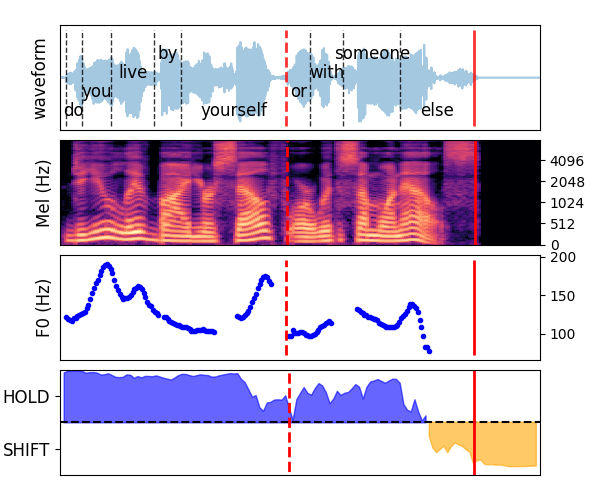 waveform
do
you
live
by
yourself
or
with
someone
else
Mel (Hz)
4096
2048
1024
512
0
F0 (Hz)
200
150
100
HOLD
SHIFT